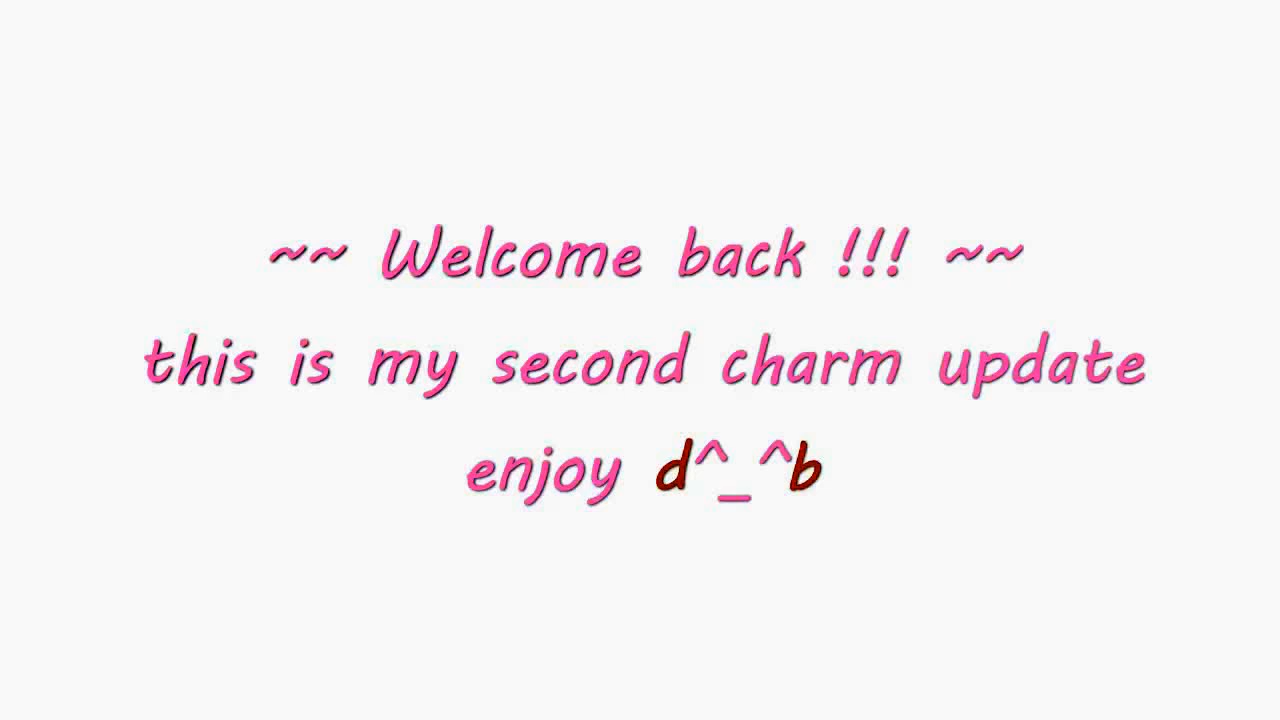 ~~ Welcome back !!! ~~
this is my second charm update
enjoy d^_^b